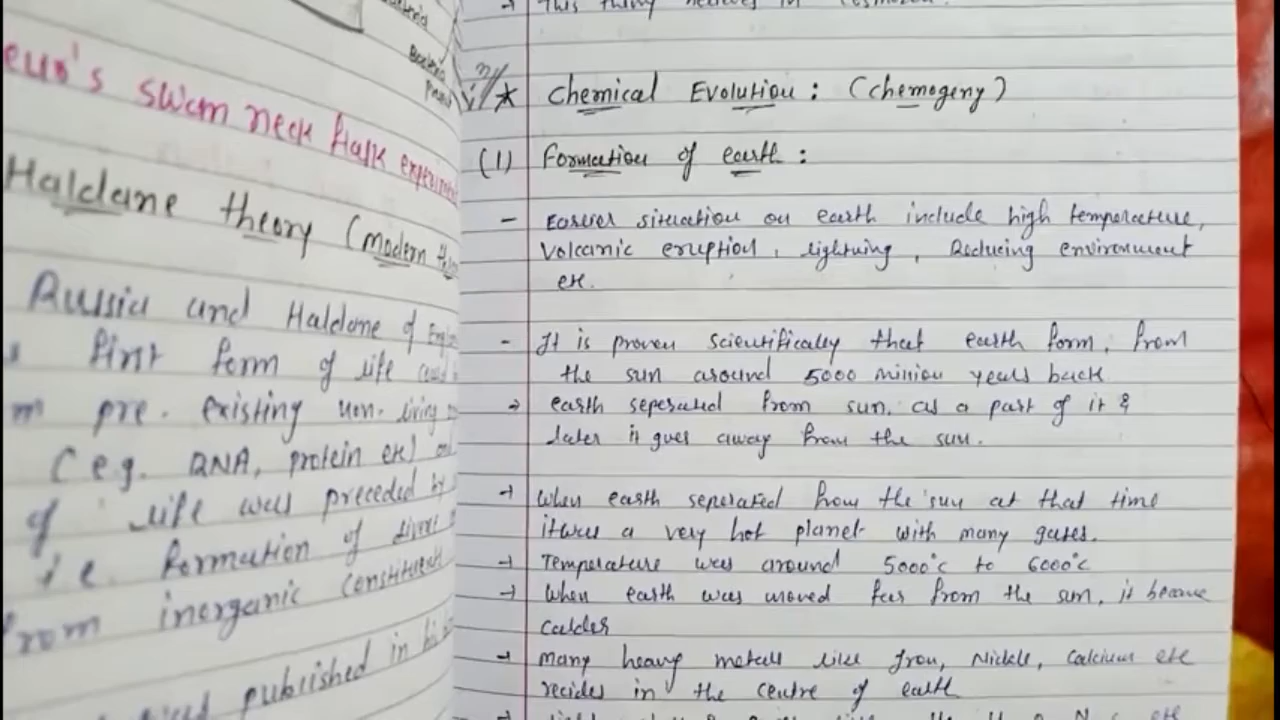 eur's swan neck flask
Haldane theory (Modern
Russia and Haldane of
first form of life
pre. existing non. living
(eg. RNA, protein etc)
of life was preceded by
i.e. formation of
from inorganic constituents
published in
* Chemical Evolution : (chemogeny)
(1) Formation of earth :
- Earlier situation on earth include high temperature,
volcanic eruption, lightning, Reducing environment
etc.
- It is proven scientifically that earth form, from
the sun around 5000 million years back
→ earth seperated from sun, as a part of it &
later it goes away from the sun.
→ When earth seperated from the sun at that time
it was a very hot planet with many gases.
→ Temperature was around 5000°c to 6000°c
→ When earth was moved far from the sun, it become
colder
→ many heavy metals like Iron, Nickle, Calcium etc
recides in the centre of earth